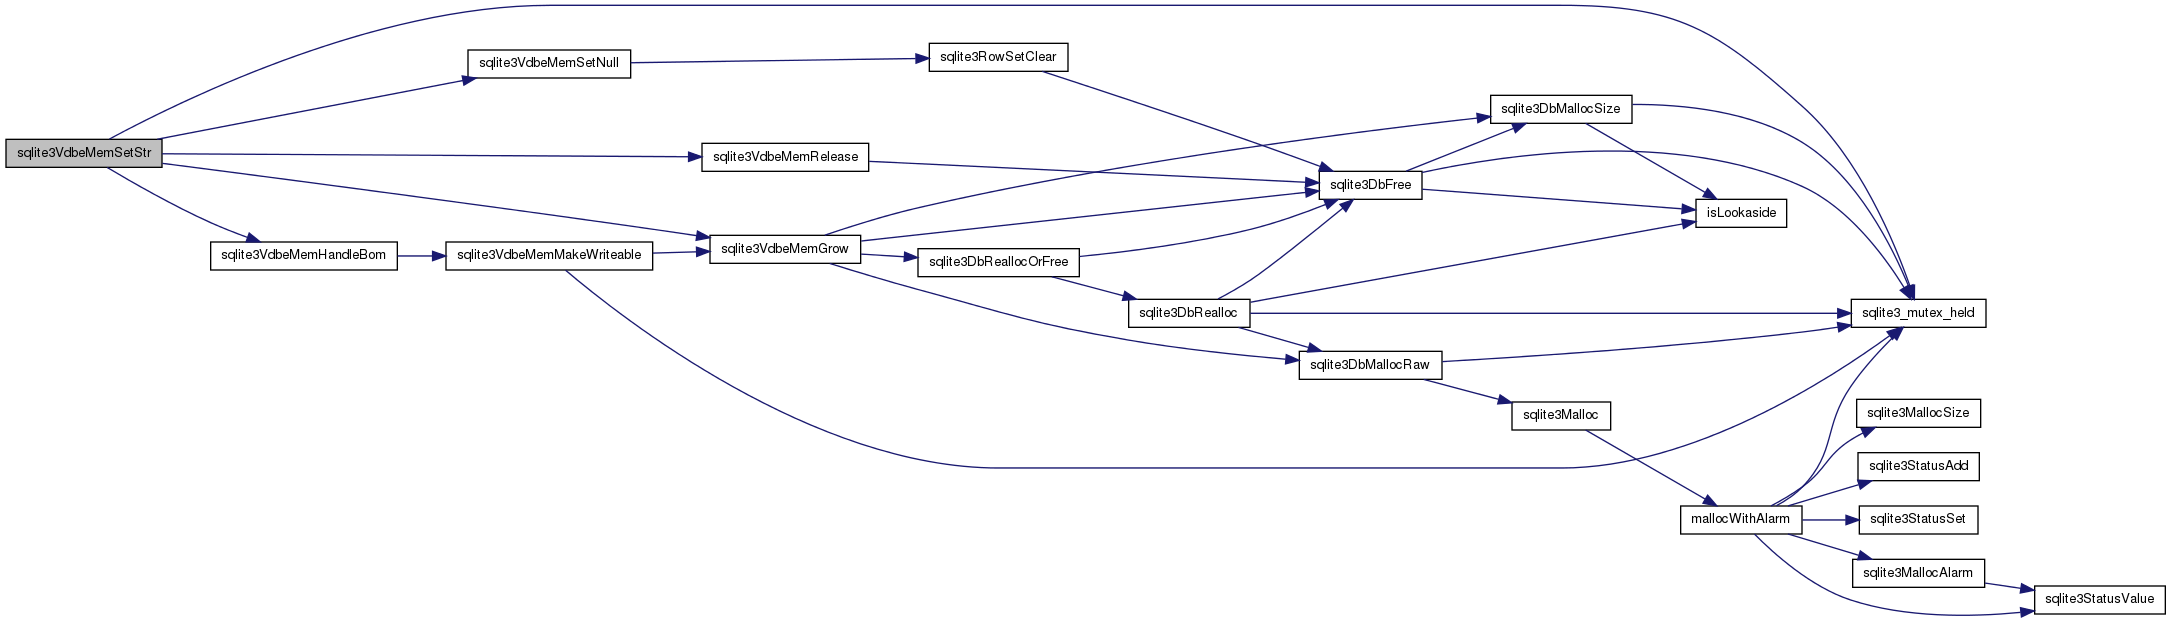 sqlite3VdbeMemSetStr
sqlite3VdbeMemSetNull
sqlite3RowSetClear
sqlite3VdbeMemRelease
sqlite3VdbeMemHandleBom
sqlite3VdbeMemMakeWriteable
sqlite3VdbeMemGrow
sqlite3DbReallocOrFree
sqlite3DbRealloc
sqlite3DbMallocSize
sqlite3DbFree
isLookaside
sqlite3_mutex_held
sqlite3DbMallocRaw
sqlite3Malloc
mallocWithAlarm
sqlite3MallocSize
sqlite3StatusAdd
sqlite3StatusSet
sqlite3MallocAlarm
sqlite3StatusValue